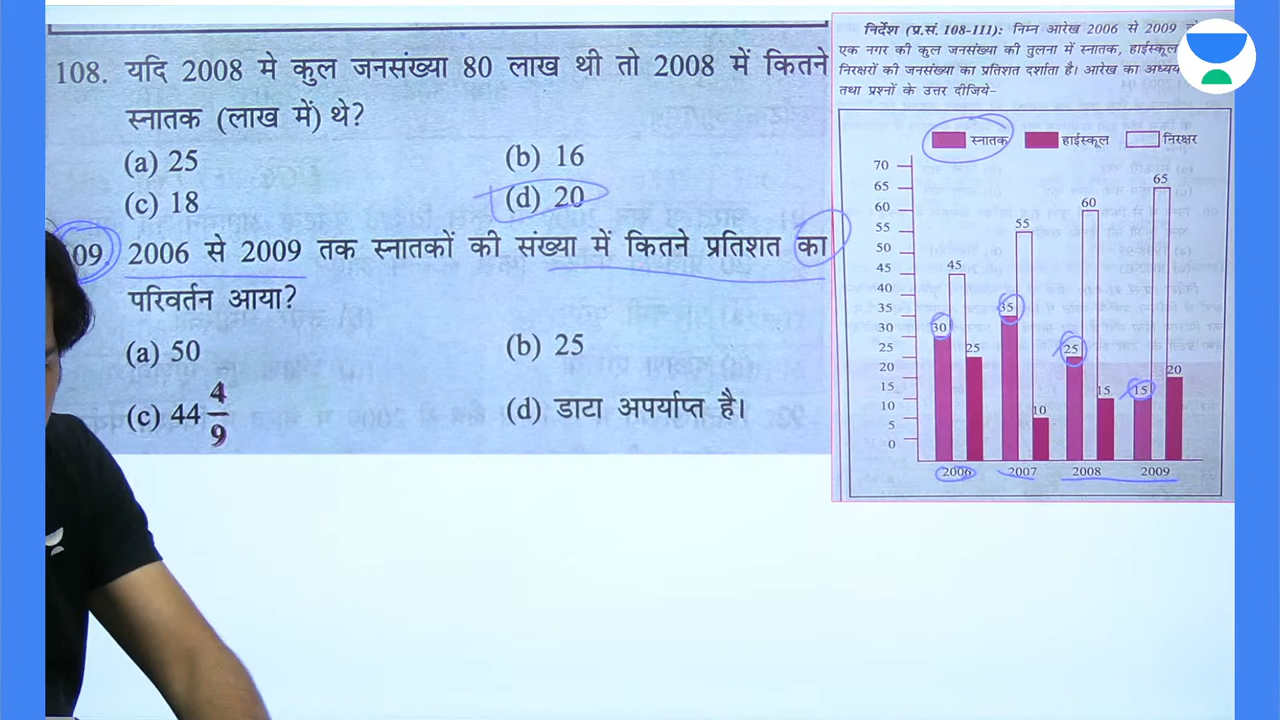 108. यदि 2008 मे कुल जनसंख्या 80 लाख थी तो 2008 में कितने
स्नातक (लाख में) थे?
(a) 25 (b) 16
(c) 18 (d) 20
09. 2006 से 2009 तक स्नातकों की संख्या में कितने प्रतिशत का
परिवर्तन आया?
(a) 50 (b) 25
(c) 44 4/9 (d) डाटा अपर्याप्त है।
निर्देश (प्र.सं. 108-111): निम्न आरेख 2006 से 2009
एक नगर की कुल जनसंख्या की तुलना में स्नातक, हाईस्कूल
निरक्षरों की जनसंख्या का प्रतिशत दर्शाता है। आरेख का
तथा प्रश्नों के उत्तर दीजिये–
स्नातक हाईस्कूल निरक्षर
70
65
60
55
50
45
40
35
30
25
20
15
10
5
0
30 45 25
35 55 10
25 60 15
15 65 20
2006 2007 2008 2009